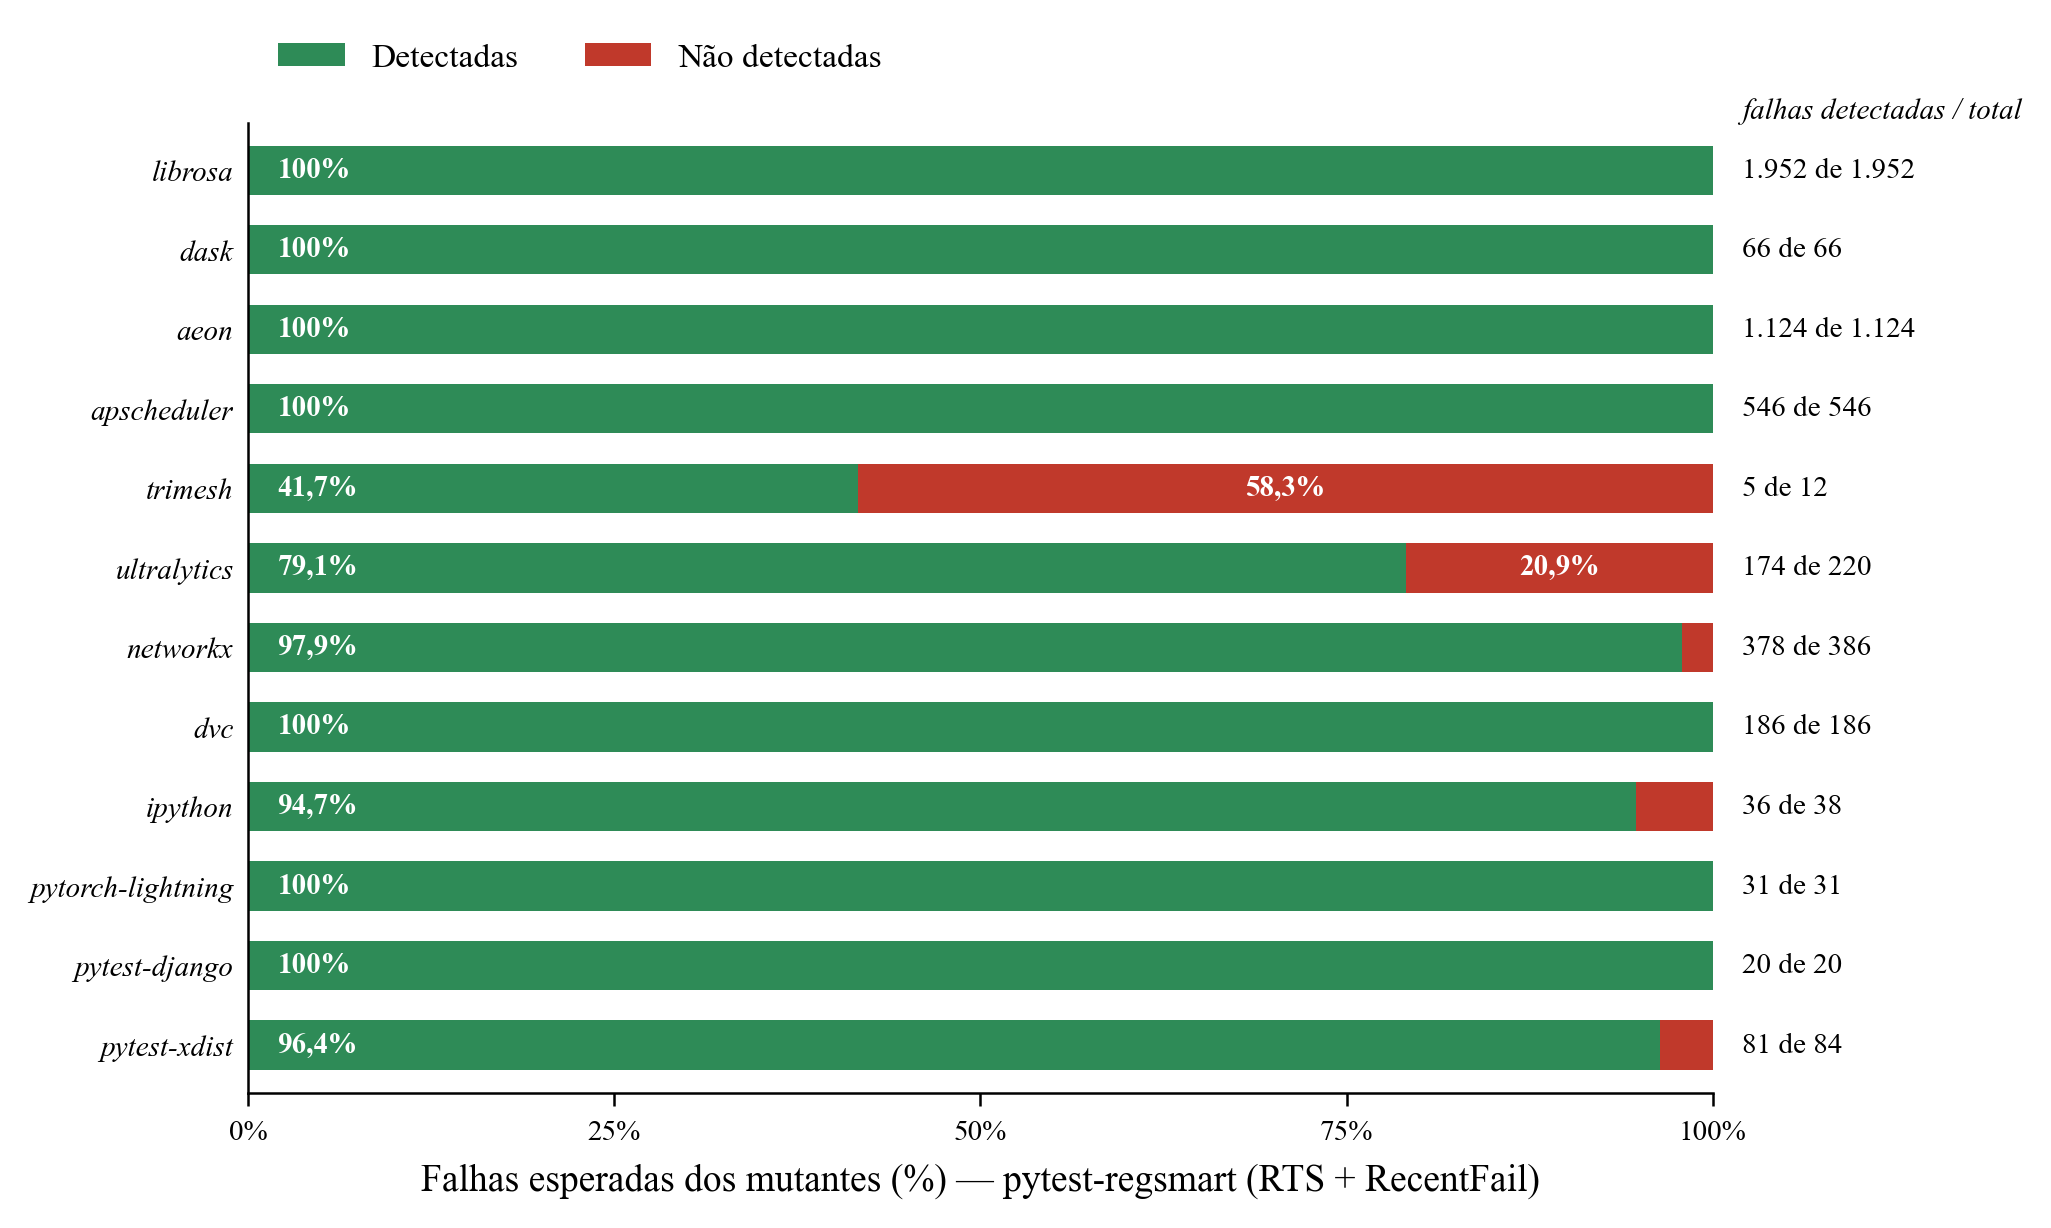 Detectadas Não detectadas
falhas detectadas / total
librosa 100% 1.952 de 1.952
dask 100% 66 de 66
aeon 100% 1.124 de 1.124
apscheduler 100% 546 de 546
trimesh 41,7% 58,3% 5 de 12
ultralytics 79,1% 20,9% 174 de 220
networkx 97,9% 378 de 386
dvc 100% 186 de 186
ipython 94,7% 36 de 38
pytorch-lightning 100% 31 de 31
pytest-django 100% 20 de 20
pytest-xdist 96,4% 81 de 84
0% 25% 50% 75% 100%
Falhas esperadas dos mutantes (%) — pytest-regsmart (RTS + RecentFail)